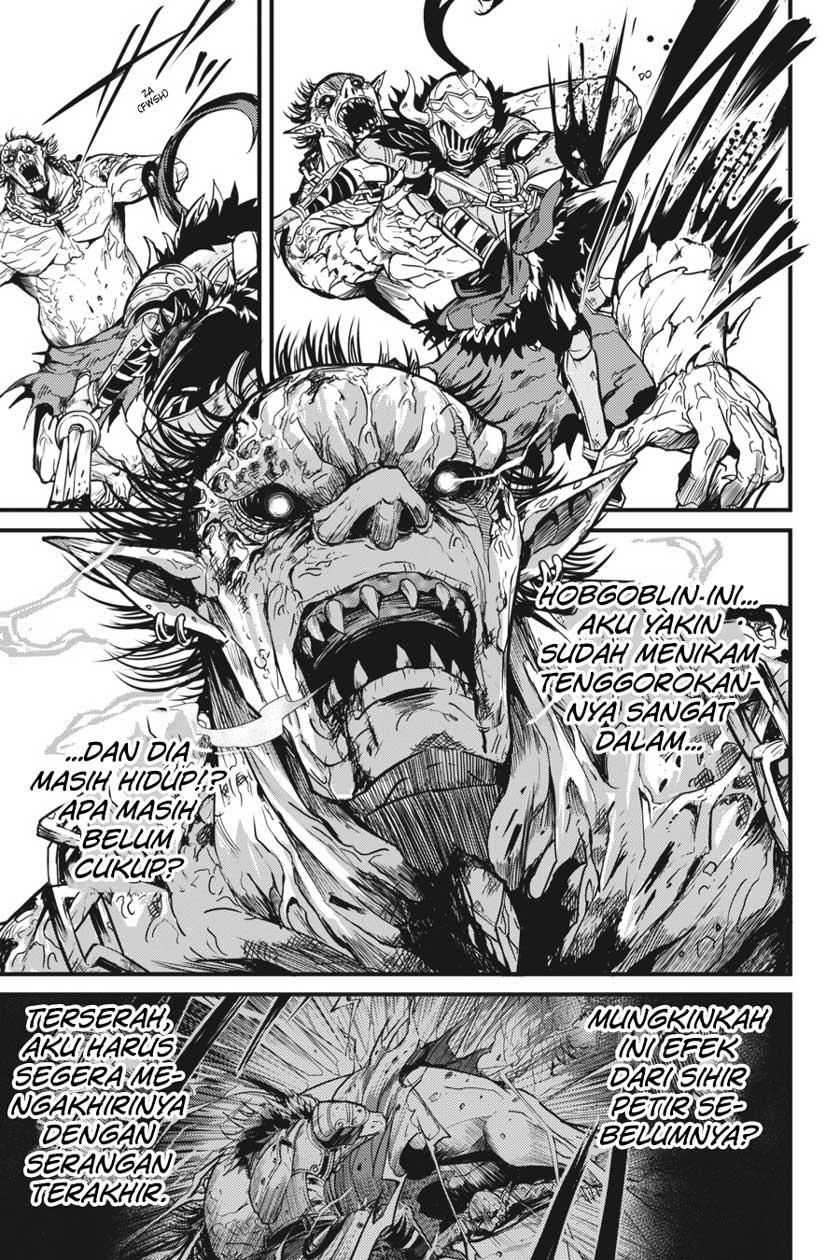 DO
ZA
(FWSH)
HOBGOBLIN INI...
AKU YAKIN
SUDAH MENIKAM
TENGGOROKAN-
NYA SANGAT
DALAM...
...DAN DIA
MASIH HIDUP!?
APA MASIH
BELUM
CUKUP?
MUNGKINKAH
INI EFEK
DARI SIHIR
PETIR SE-
BELUMNYA?
TERSERAH,
AKU HARUS
SEGERA ME-
NGAKHIRINYA
DENGAN
SERANGAN
TERAKHIR.